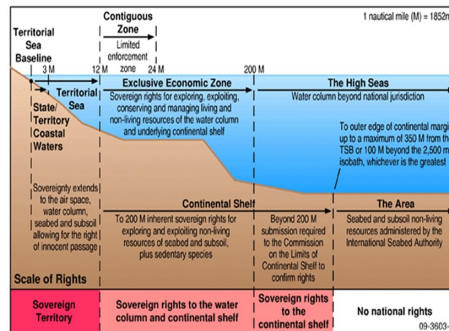 Contiguous
Zone
1 nautical mile (M) = 1852m
Territorial
Sea
Baseline
Limited
enforcement
zone
3 M
12 M
24 M
200 M
Territorial
Sea
State/
Territory
Coastal
Waters
Exclusive Economic Zone
Sovereign rights for exploring, exploiting,
conserving and managing living and
non-living resources of the water column
and underlying continental shelf
The High Seas
Water column beyond national jurisdiction
To outer edge of continental margin
up to a maximum of 350 M from the
TSB or 100 M beyond the 2,500 m
isobath, whichever is the greatest
Sovereignty extends
to the air space,
water column,
seabed and subsoil
allowing for the right
of innocent passage
Continental Shelf
To 200 M inherent sovereign rights for
exploring and exploiting non-living
resources of seabed and subsoil,
plus sedentary species
Beyond 200 M
submission required
to the Commission
on the Limits of
Continental Shelf to
confirm rights
The Area
Seabed and subsoil non-living
resources administered by the
International Seabed Authority
Scale of Rights
Sovereign
Territory
Sovereign rights to the water
column and continental shelf
Sovereign rights
to the
continental shelf
No national rights
09-3603-